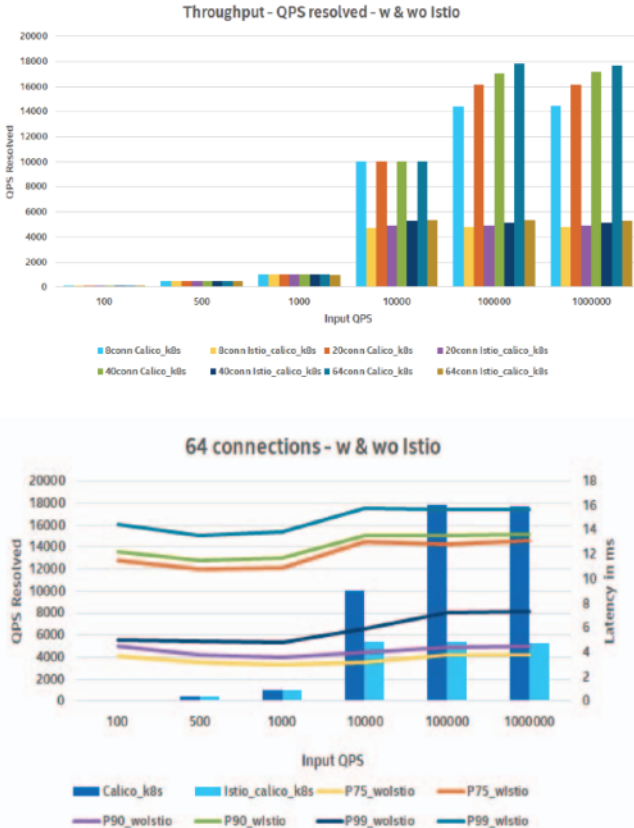 Throughput - QPS resolved - w & wo Istio
20000
18000
16000
14000
12000
10000
8000
6000
4000
2000
0
QPS Resolved
100 500 1000 10000 100000 1000000
Input QPS
8conn Calico_k8s 8conn Istio_calico_k8s 20conn Calico_k8s 20conn Istio_calico_k8s
40conn Calico_k8s 40conn Istio_calico_k8s 64conn Calico_k8s 64conn Istio_calico_k8s
64 connections - w & wo Istio
20000 18
18000 16
16000 14
14000 12
12000 10
10000 8
8000 6
6000 4
4000 2
2000 0
0
QPS Resolved
Latency in ms
100 500 1000 10000 100000 1000000
Input QPS
Calico_k8s Istio_calico_k8s P75_woIstio P75_wIstio
P90_woIstio P90_wIstio P99_woIstio P99_wIstio